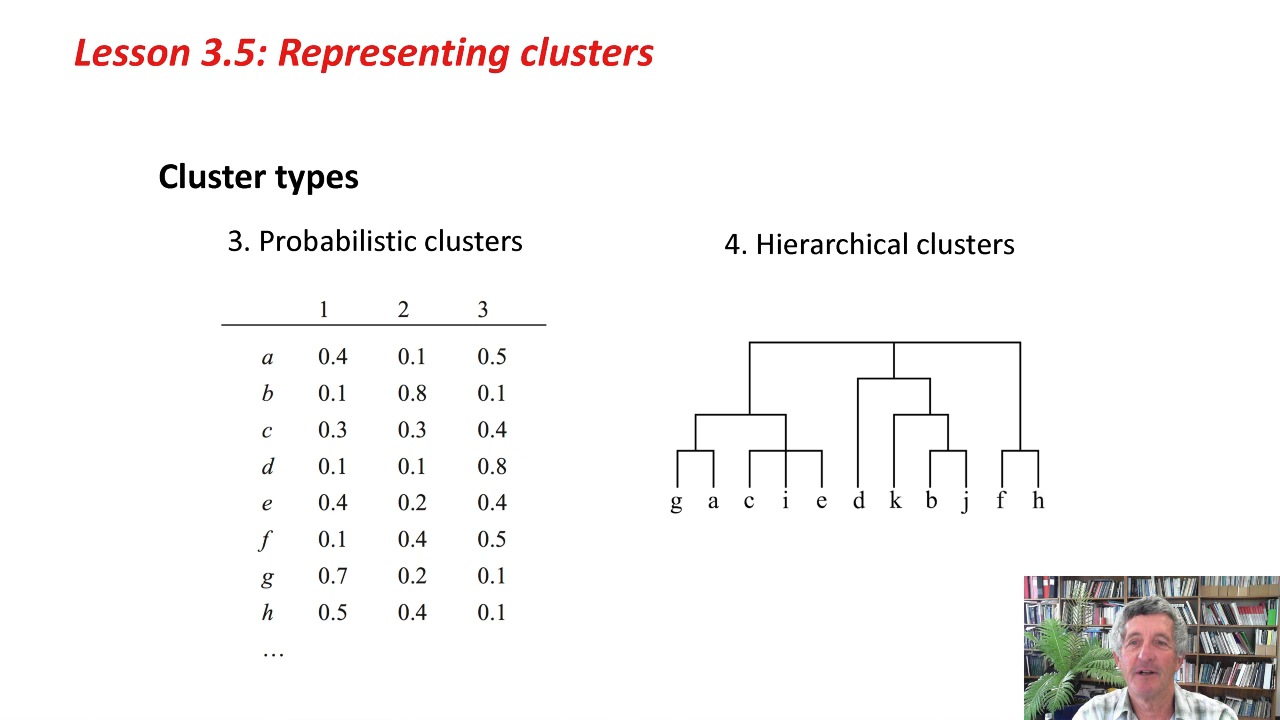 Lesson 3.5: Representing clusters
Cluster types
3. Probabilistic clusters
1 2 3
a 0.4 0.1 0.5
b 0.1 0.8 0.1
c 0.3 0.3 0.4
d 0.1 0.1 0.8
e 0.4 0.2 0.4
f 0.1 0.4 0.5
g 0.7 0.2 0.1
h 0.5 0.4 0.1
...
4. Hierarchical clusters
g a c i e d k b j f h